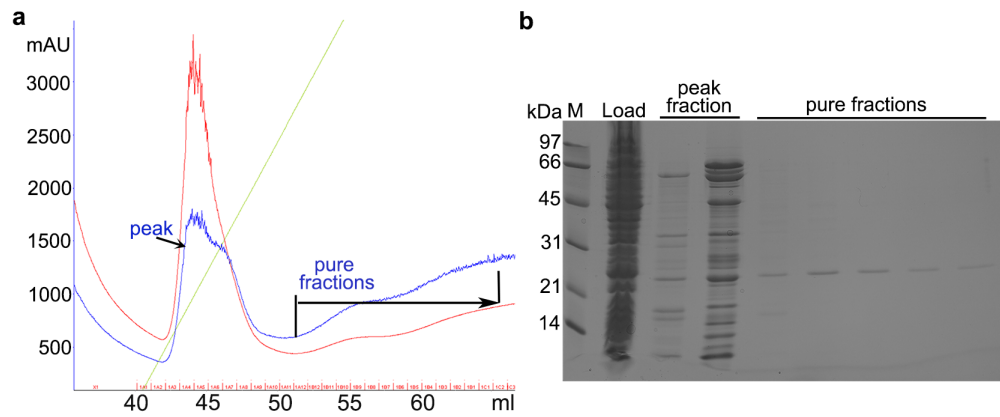 a
mAU
3000
2500
2000
1500
1000
500
peak
pure
fractions
40 45 50 55 60 ml
b
peak
fraction
pure fractions
kDa M Load
97
66
45
31
21
14